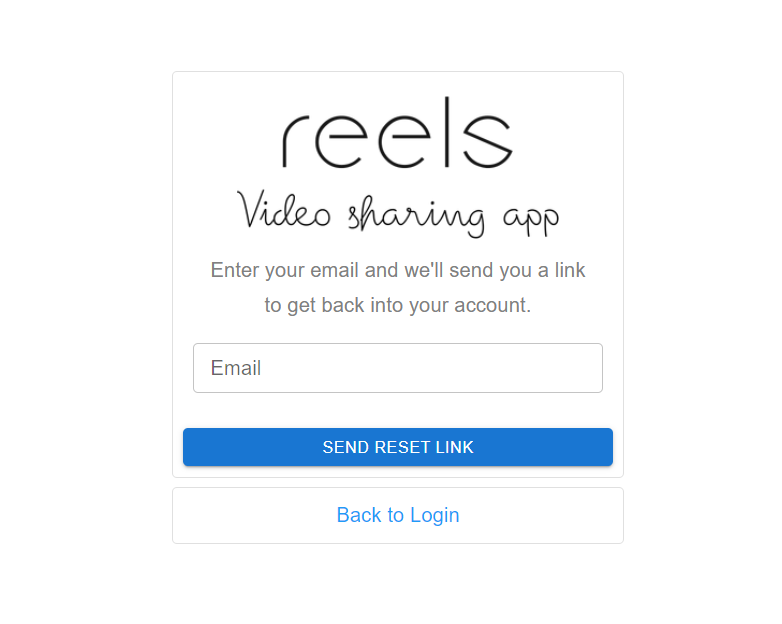 reels
Video sharing app
Enter your email and we'll send you a link
to get back into your account.
Email
SEND RESET LINK
Back to Login